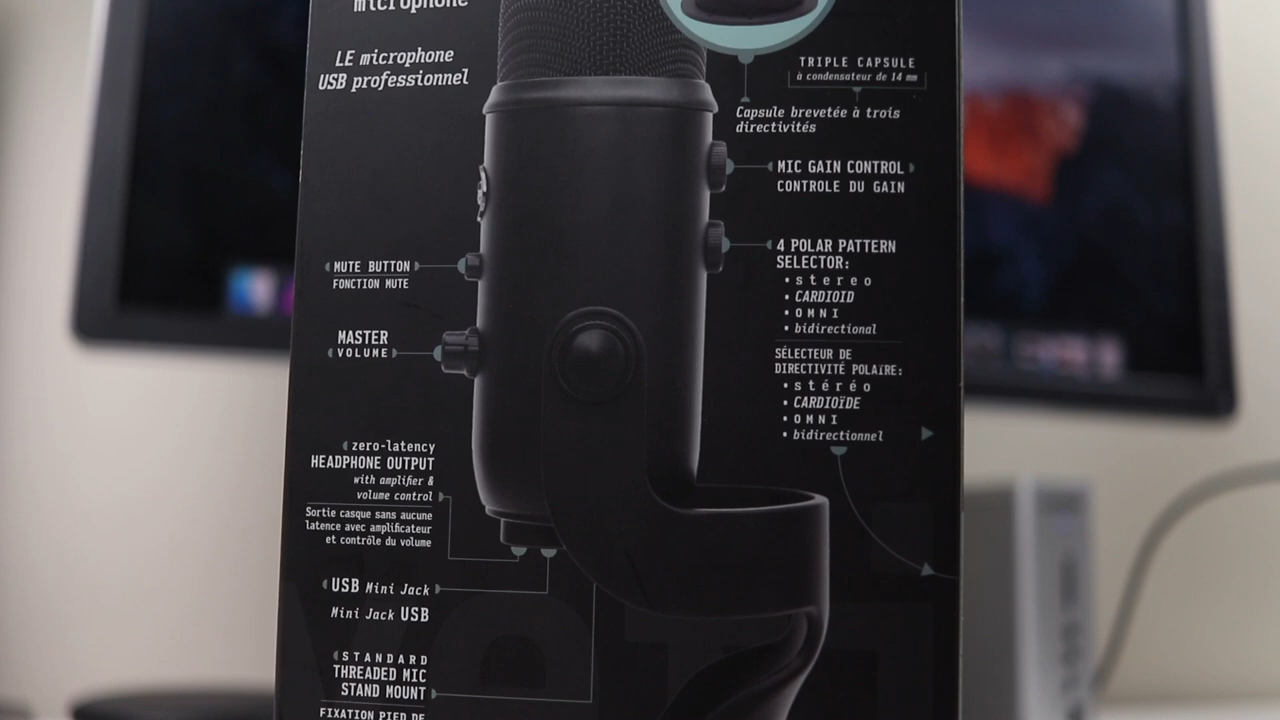 microphone
LE microphone
USB professionnel
TRIPLE CAPSULE
à condensateur de 14 mm
Capsule brevetée à trois
directivités
MIC GAIN CONTROL
CONTROLE DU GAIN
4 POLAR PATTERN
SELECTOR:
• stereo
• CARDIOID
• OMNI
• bidirectional
SÉLECTEUR DE
DIRECTIVITÉ POLAIRE:
• stéréo
• CARDIOÏDE
• OMNI
• bidirectionnel
MUTE BUTTON
FONCTION MUTE
MASTER
VOLUME
zero-latency
HEADPHONE OUTPUT
with amplifier &
volume control
Sortie casque sans aucune
latence avec amplificateur
et contrôle du volume
USB Mini Jack
Mini Jack USB
STANDARD
THREADED MIC
STAND MOUNT
FIXATION PIED DE